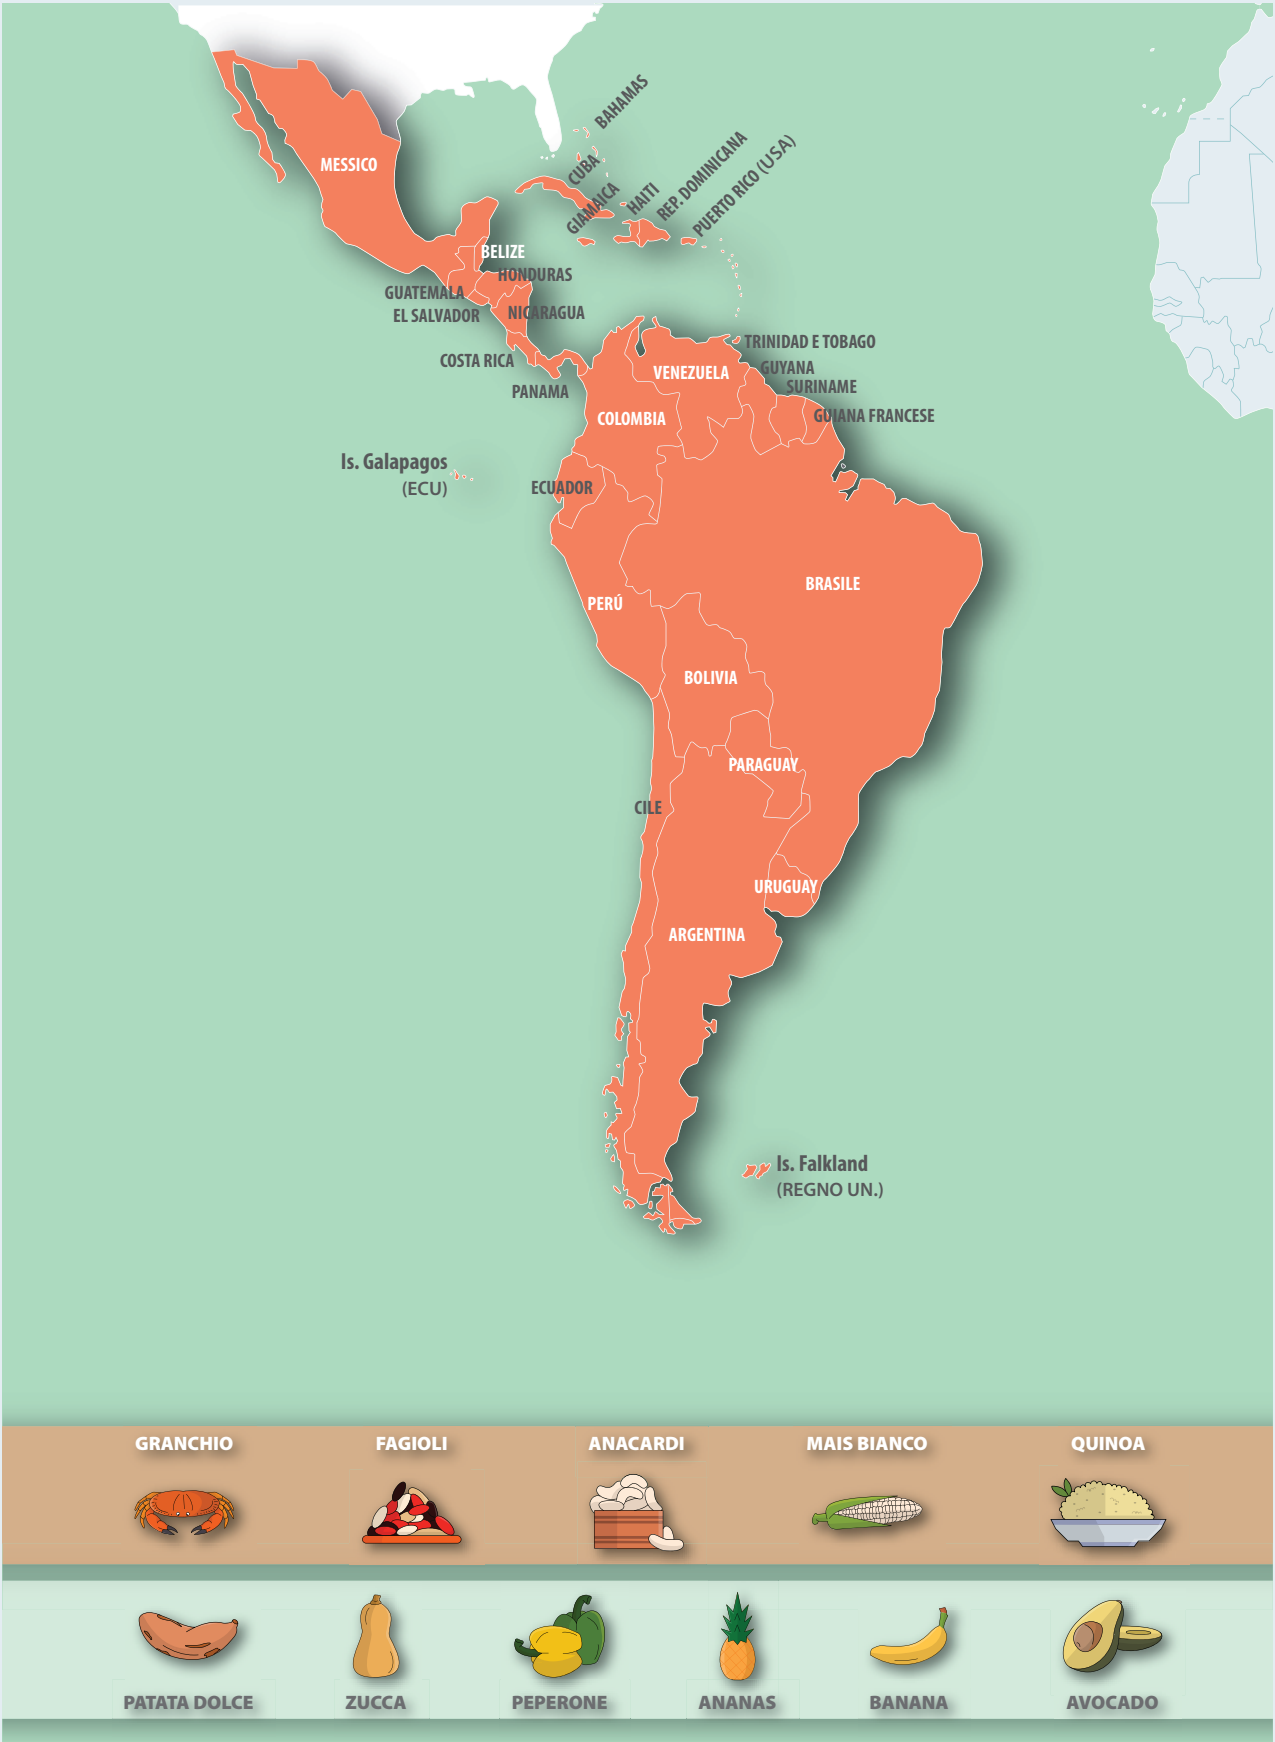 BAHAMAS
CUBA
GIAMAICA
HAITI
REP. DOMINICANA
PUERTO RICO (USA)
MESSICO
BELIZE
HONDURAS
GUATEMALA
NICARAGUA
EL SALVADOR
TRINIDAD E TOBAGO
COSTA RICA
GUYANA
VENEZUELA
SURINAME
PANAMA
GUIANA FRANCESE
COLOMBIA
Is. Galapagos
(ECU)
ECUADOR
BRASILE
PERÚ
BOLIVIA
PARAGUAY
CILE
URUGUAY
ARGENTINA
Is. Falkland
(REGNO UN.)
GRANCHIO
FAGIOLI
ANACARDI
MAIS BIANCO
QUINOA
PATATA DOLCE
ZUCCA
PEPERONE
ANANAS
BANANA
AVOCADO